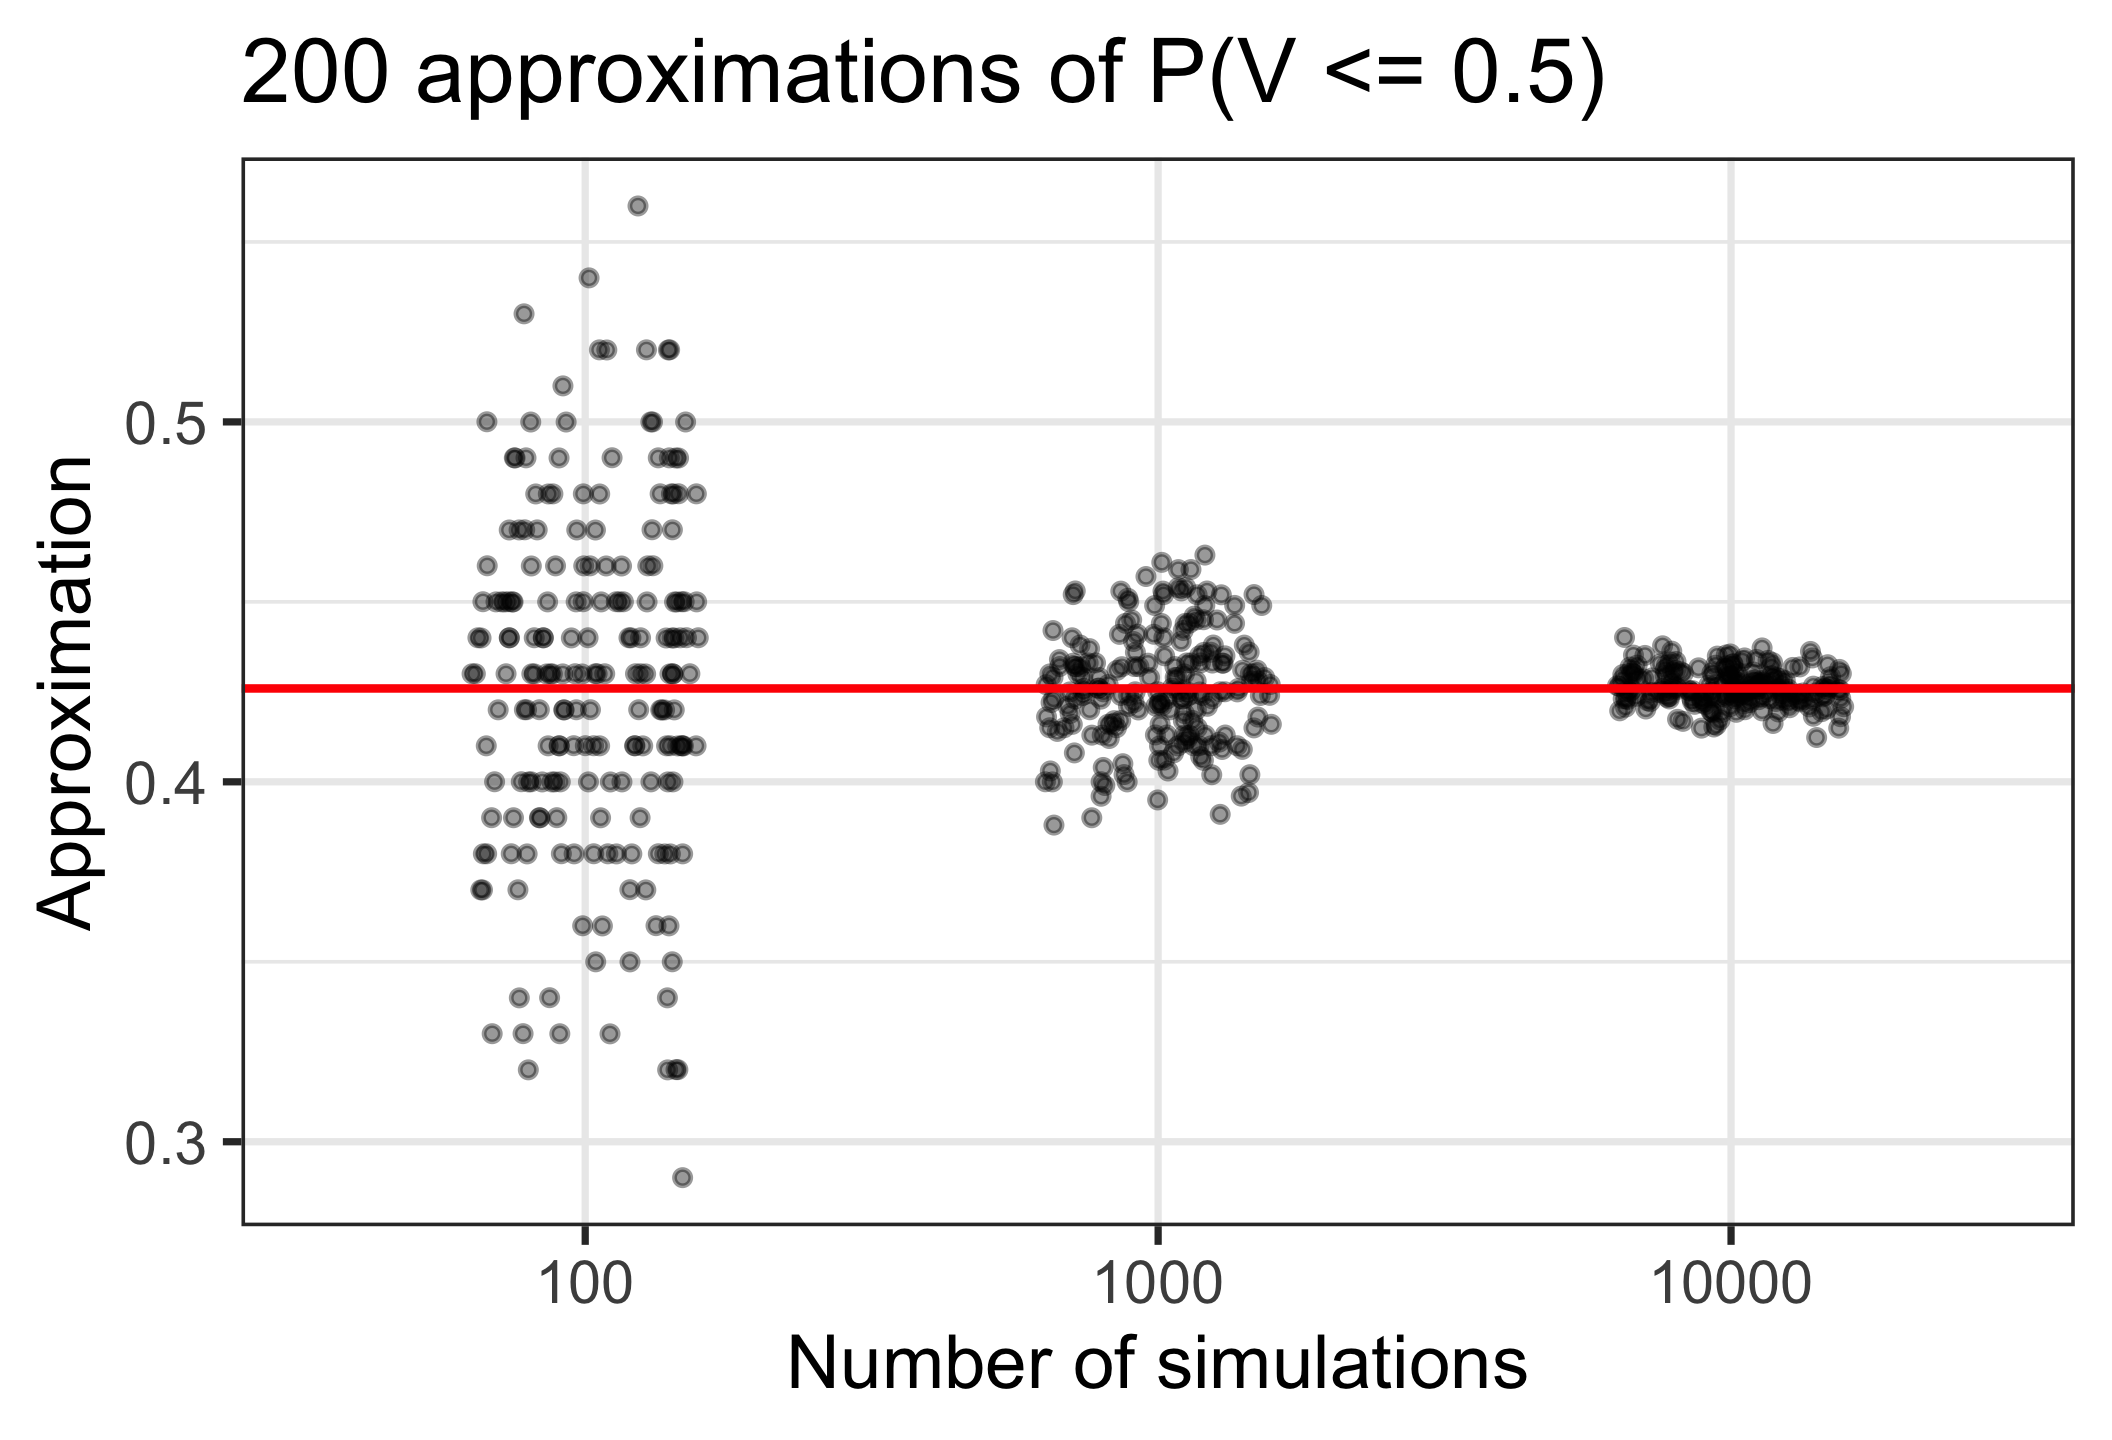 200 approximations of P(V <= 0.5)
Approximation
0.5
0.4
0.3
100
1000
10000
Number of simulations